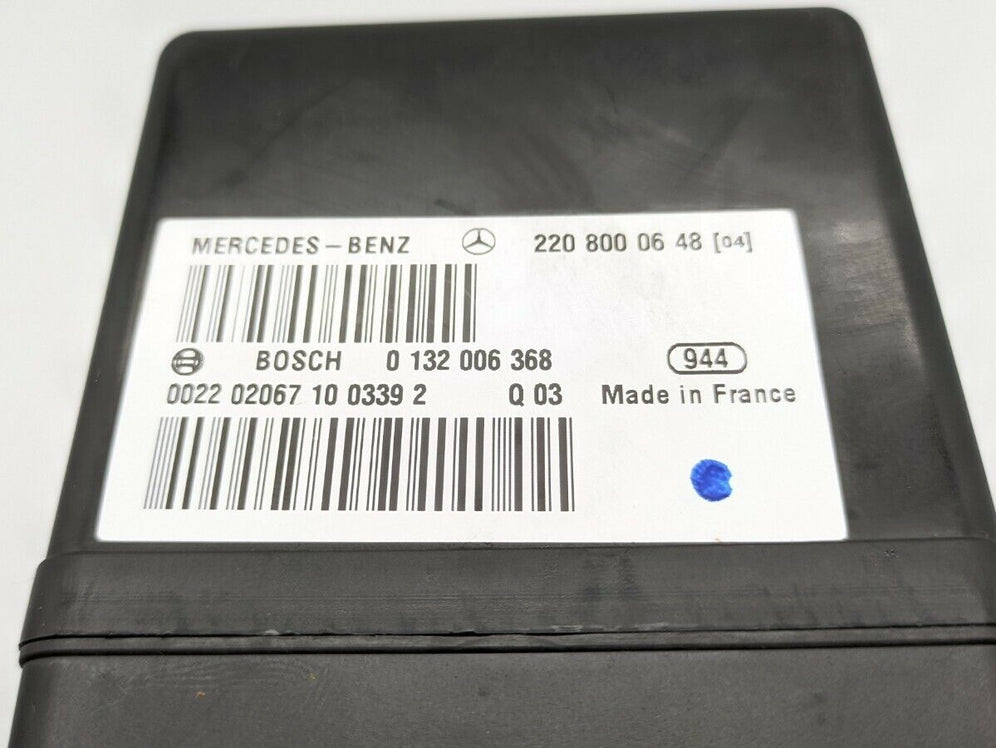 MERCEDES-BENZ 220 800 06 48 [04]
BOSCH 0 132 006 368 944
0022 02067 10 0339 2 Q 03 Made in France